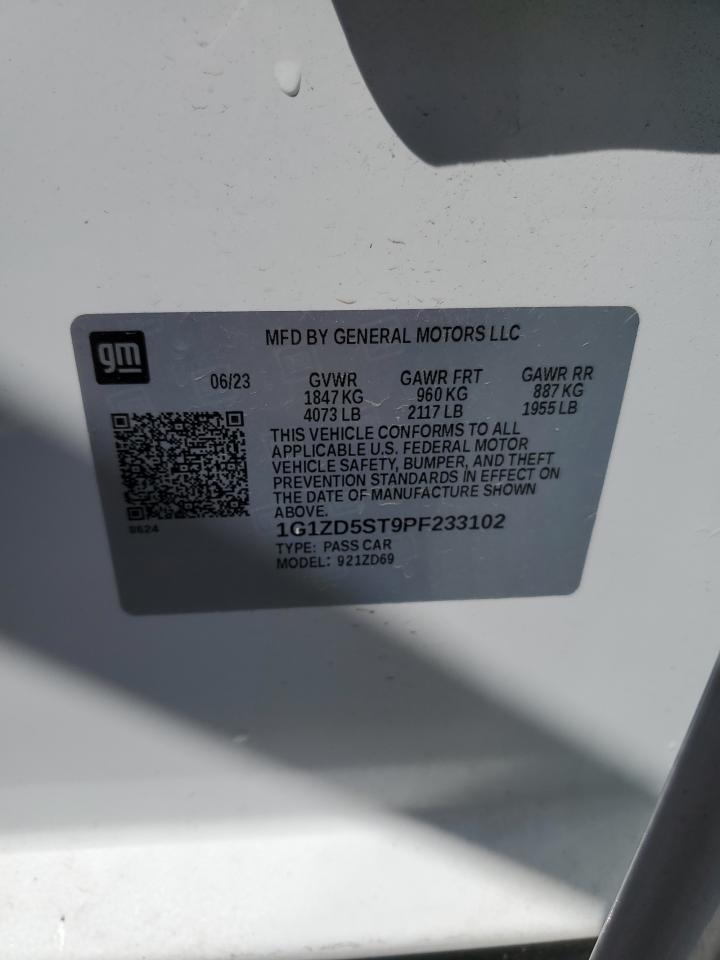 gm
MFD BY GENERAL MOTORS LLC
06/23 GVWR GAWR FRT GAWR RR
1847 KG 960 KG 887 KG
4073 LB 2117 LB 1955 LB
THIS VEHICLE CONFORMS TO ALL
APPLICABLE U.S. FEDERAL MOTOR
VEHICLE SAFETY, BUMPER, AND THEFT
PREVENTION STANDARDS IN EFFECT ON
THE DATE OF MANUFACTURE SHOWN
ABOVE.
0624
1G1ZD5ST9PF233102
TYPE: PASS CAR
MODEL: 921ZD69